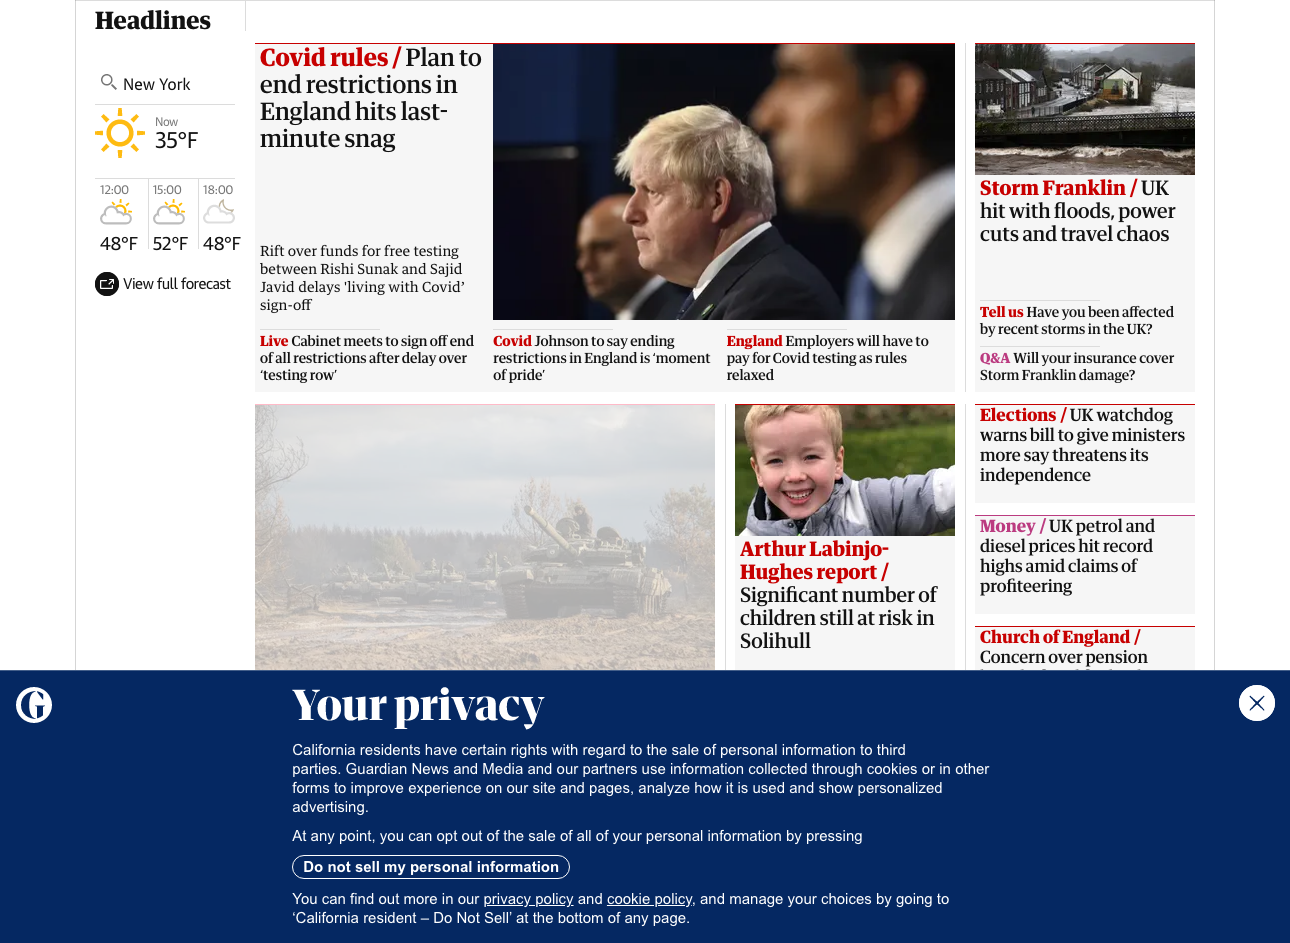 Headlines
New York
Now
35°F
12:00
48°F
15:00
52°F
18:00
48°F
View full forecast
Covid rules / Plan to
end restrictions in
England hits last-
minute snag
Rift over funds for free testing
between Rishi Sunak and Sajid
Javid delays 'living with Covid’
sign-off
Live Cabinet meets to sign off end
of all restrictions after delay over
‘testing row’
Covid Johnson to say ending
restrictions in England is ‘moment
of pride’
England Employers will have to
pay for Covid testing as rules
relaxed
Storm Franklin / UK
hit with floods, power
cuts and travel chaos
Tell us Have you been affected
by recent storms in the UK?
Q&A Will your insurance cover
Storm Franklin damage?
Arthur Labinjo-
Hughes report /
Significant number of
children still at risk in
Solihull
Elections / UK watchdog
warns bill to give ministers
more say threatens its
independence
Money / UK petrol and
diesel prices hit record
highs amid claims of
profiteering
Church of England /
Concern over pension
Your privacy
California residents have certain rights with regard to the sale of personal information to third
parties. Guardian News and Media and our partners use information collected through cookies or in other
forms to improve experience on our site and pages, analyze how it is used and show personalized
advertising.
At any point, you can opt out of the sale of all of your personal information by pressing
Do not sell my personal information
You can find out more in our privacy policy and cookie policy, and manage your choices by going to
‘California resident – Do Not Sell’ at the bottom of any page.